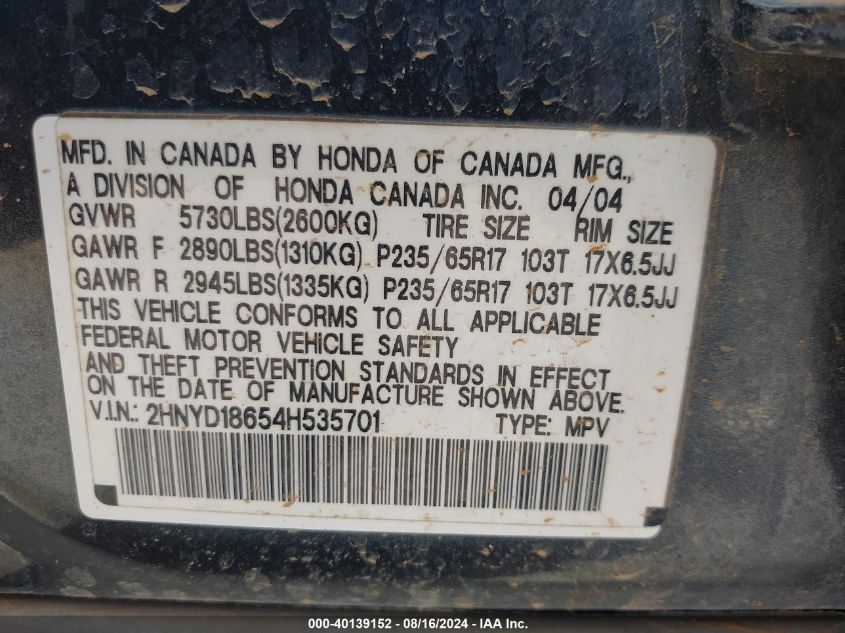 MFD. IN CANADA BY HONDA OF CANADA MFG.,
A DIVISION OF HONDA CANADA INC. 04/04
GVWR 5730LBS(2600KG) TIRE SIZE RIM SIZE
GAWR F 2890LBS(1310KG) P235/65R17 103T 17X6.5JJ
GAWR R 2945LBS(1335KG) P235/65R17 103T 17X6.5JJ
THIS VEHICLE CONFORMS TO ALL APPLICABLE
FEDERAL MOTOR VEHICLE SAFETY
AND THEFT PREVENTION STANDARDS IN EFFECT
ON THE DATE OF MANUFACTURE SHOWN ABOVE.
V.I.N.: 2HNYD18654H535701 TYPE: MPV
000-40139152 - 08/16/2024 - IAAI.com